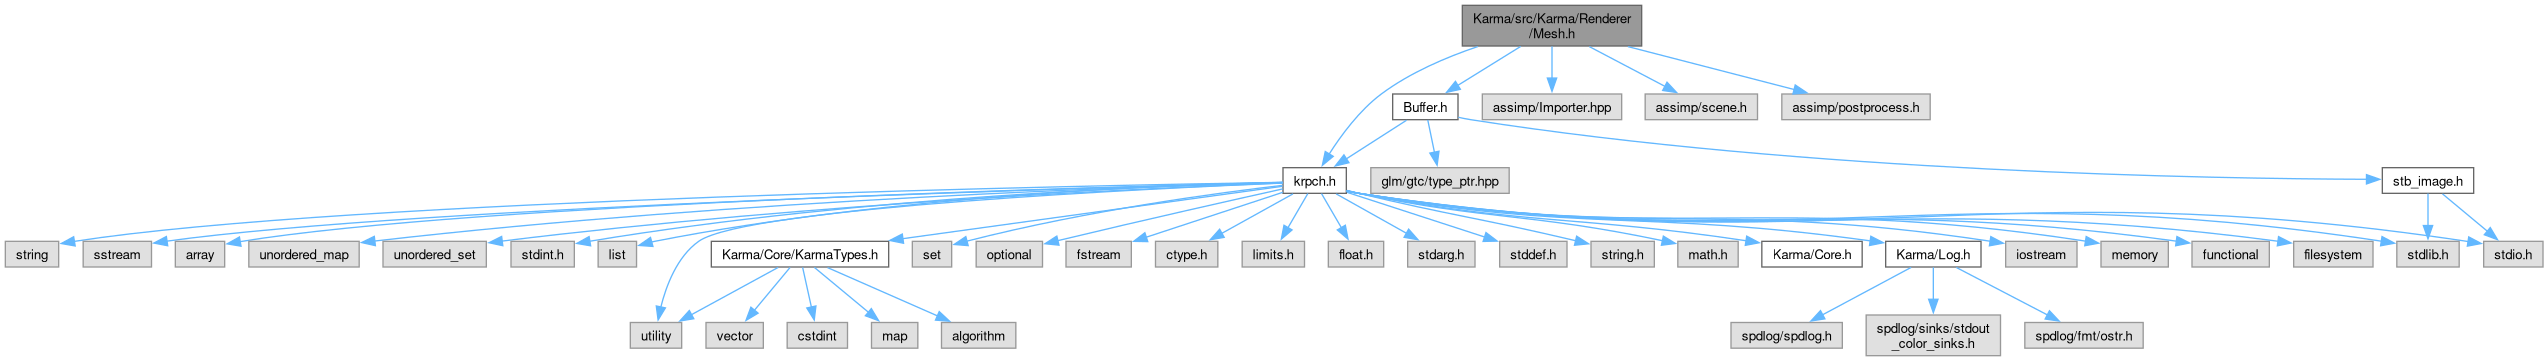 Karma/src/Karma/Renderer
/Mesh.h
Buffer.h
assimp/Importer.hpp
assimp/scene.h
assimp/postprocess.h
krpch.h
glm/gtc/type_ptr.hpp
stb_image.h
string
sstream
array
unordered_map
unordered_set
stdint.h
list
Karma/Core/KarmaTypes.h
set
optional
fstream
ctype.h
limits.h
float.h
stdarg.h
stddef.h
string.h
math.h
Karma/Core.h
Karma/Log.h
iostream
memory
functional
filesystem
stdlib.h
stdio.h
utility
vector
cstdint
map
algorithm
spdlog/spdlog.h
spdlog/sinks/stdout
_color_sinks.h
spdlog/fmt/ostr.h